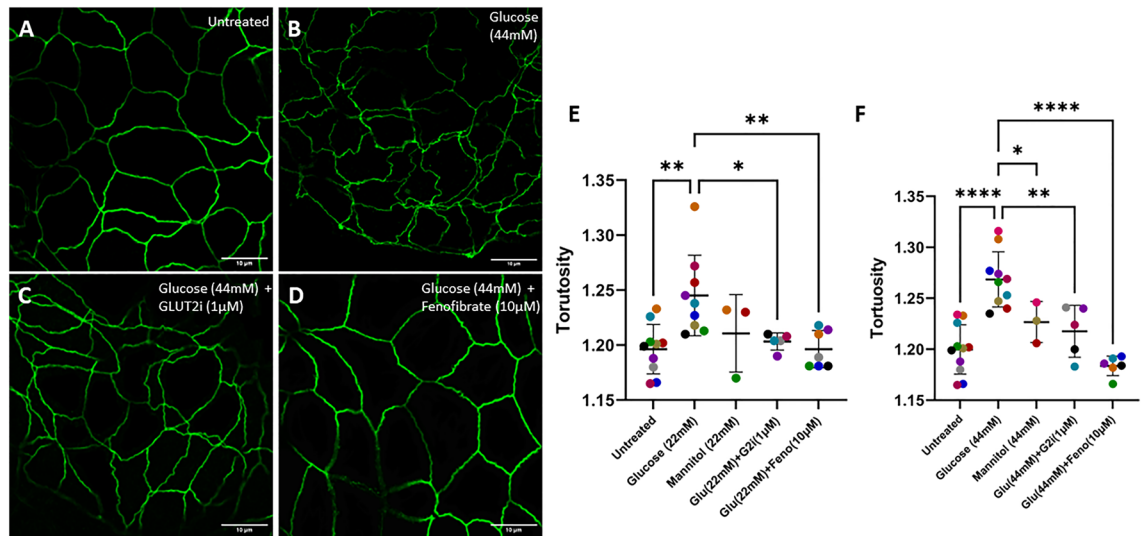 A
Untreated
B
Glucose
(44mM)
10 µm
10 µm
C
Glucose (44mM) +
GLUT2i (1µM)
D
Glucose (44mM) +
Fenofibrate (10µM)
10 µm
10 µm
E
**
**
*
Torutosity
1.35
1.30
1.25
1.20
1.15
Untreated
Glucose (22mM)
Mannitol (22mM)
Glu(22mM)+G2i(1µM)
Glu(22mM)+Feno(10µM)
F
****
*
****
**
Tortuosity
1.35
1.30
1.25
1.20
1.15
Untreated
Glucose (44mM)
Mannitol (44mM)
Glu(44mM)+G2i(1µM)
Glu(44mM)+Feno(10µM)